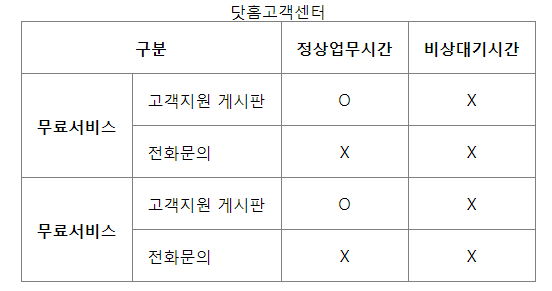 닷홈고객센터
구분 정상업무시간 비상대기시간
무료서비스
고객지원 게시판 O X
전화문의 X X
무료서비스
고객지원 게시판 O X
전화문의 X X